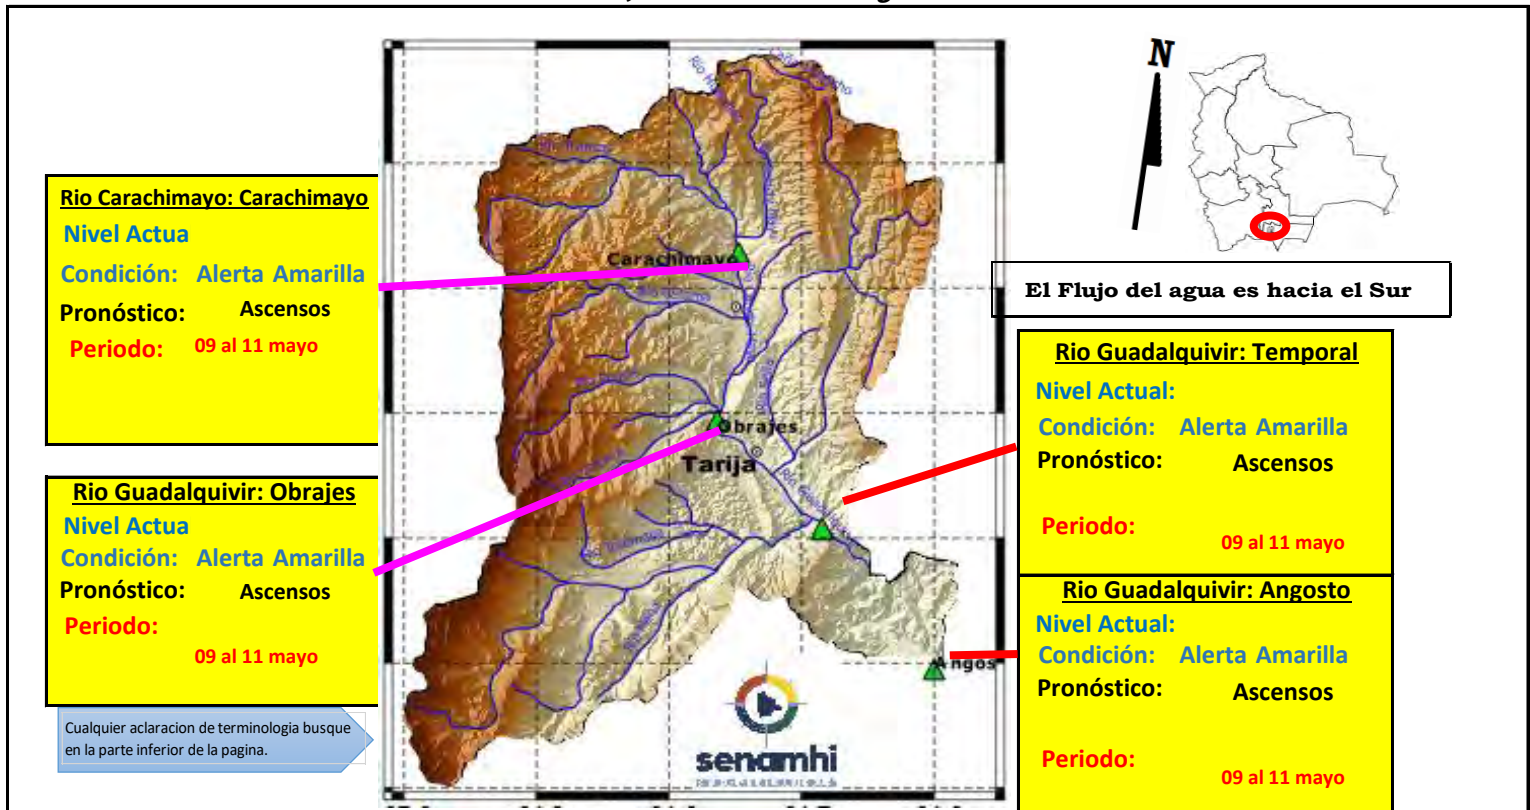 N
Rio Carachimayo: Carachimayo
Nivel Actua
Condición: Alerta Amarilla
Pronóstico: Ascensos
Periodo: 09 al 11 mayo
Rio Guadalquivir: Obrajes
Nivel Actua
Condición: Alerta Amarilla
Pronóstico: Ascensos
Periodo:
09 al 11 mayo
Cualquier aclaracion de terminologia busque
en la parte inferior de la pagina.
Carachimayo
Obrajes
Tarija
Angos
senamhi
El Flujo del agua es hacia el Sur
Rio Guadalquivir: Temporal
Nivel Actual:
Condición: Alerta Amarilla
Pronóstico: Ascensos
Periodo:
09 al 11 mayo
Rio Guadalquivir: Angosto
Nivel Actual:
Condición: Alerta Amarilla
Pronóstico: Ascensos
Periodo:
09 al 11 mayo